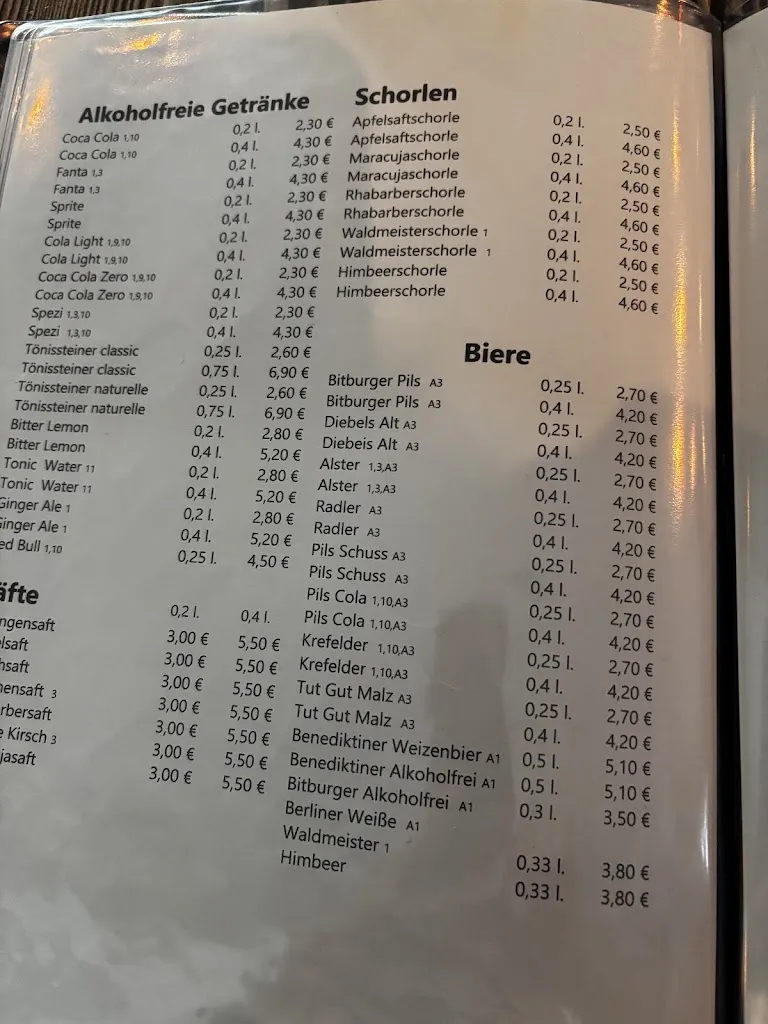 Alkoholfreie Getränke
Coca Cola 1,10 0,2 l. 2,30 €
Coca Cola 1,10 0,4 l. 4,30 €
Fanta 1,3 0,2 l. 2,30 €
Fanta 1,3 0,4 l. 4,30 €
Sprite 0,2 l. 2,30 €
Sprite 0,4 l. 4,30 €
Cola Light 1,9,10 0,2 l. 2,30 €
Cola Light 1,9,10 0,4 l. 4,30 €
Coca Cola Zero 1,9,10 0,2 l. 2,30 €
Coca Cola Zero 1,9,10 0,4 l. 4,30 €
Spezi 1,3,10 0,2 l. 2,30 €
Spezi 1,3,10 0,4 l. 4,30 €
Tönissteiner classic 0,25 l. 2,60 €
Tönissteiner classic 0,75 l. 6,90 €
Tönissteiner naturelle 0,25 l. 2,60 €
Tönissteiner naturelle 0,75 l. 6,90 €
Bitter Lemon 0,2 l. 2,80 €
Bitter Lemon 0,4 l. 5,20 €
Tonic Water 11 0,2 l. 2,80 €
Tonic Water 11 0,4 l. 5,20 €
Ginger Ale 1 0,2 l. 2,80 €
Ginger Ale 1 0,4 l. 5,20 €
ed Bull 1,10 0,25 l. 4,50 €
äfte
0,2 l. 0,4 l.
ngensaft 3,00 € 5,50 €
lsaft 3,00 € 5,50 €
hsaft 3,00 € 5,50 €
nensaft 3 3,00 € 5,50 €
rbersaft 3,00 € 5,50 €
e Kirsch 3 3,00 € 5,50 €
jasaft 3,00 € 5,50 €
Schorlen
Apfelsaftschorle 0,2 l. 2,50 €
Apfelsaftschorle 0,4 l. 4,60 €
Maracujaschorle 0,2 l. 2,50 €
Maracujaschorle 0,4 l. 4,60 €
Rhabarberschorle 0,2 l. 2,50 €
Rhabarberschorle 0,4 l. 4,60 €
Waldmeisterschorle 1 0,2 l. 2,50 €
Waldmeisterschorle 1 0,4 l. 4,60 €
Himbeerschorle 0,2 l. 2,50 €
Himbeerschorle 0,4 l. 4,60 €
Biere
Bitburger Pils A3 0,25 l. 2,70 €
Bitburger Pils A3 0,4 l. 4,20 €
Diebels Alt A3 0,25 l. 2,70 €
Diebeis Alt A3 0,4 l. 4,20 €
Alster 1,3,A3 0,25 l. 2,70 €
Alster 1,3,A3 0,4 l. 4,20 €
Radler A3 0,25 l. 2,70 €
Radler A3 0,4 l. 4,20 €
Pils Schuss A3 0,25 l. 2,70 €
Pils Schuss A3 0,4 l. 4,20 €
Pils Cola 1,10,A3 0,25 l. 2,70 €
Pils Cola 1,10,A3 0,4 l. 4,20 €
Krefelder 1,10,A3 0,25 l. 2,70 €
Krefelder 1,10,A3 0,4 l. 4,20 €
Tut Gut Malz A3 0,25 l. 2,70 €
Tut Gut Malz A3 0,4 l. 4,20 €
Benediktiner Weizenbier A1 0,5 l. 5,10 €
Benediktiner Alkoholfrei A1 0,5 l. 5,10 €
Bitburger Alkoholfrei A1 0,3 l. 3,50 €
Berliner Weiße A1
Waldmeister 1 0,33 l. 3,80 €
Himbeer 0,33 l. 3,80 €